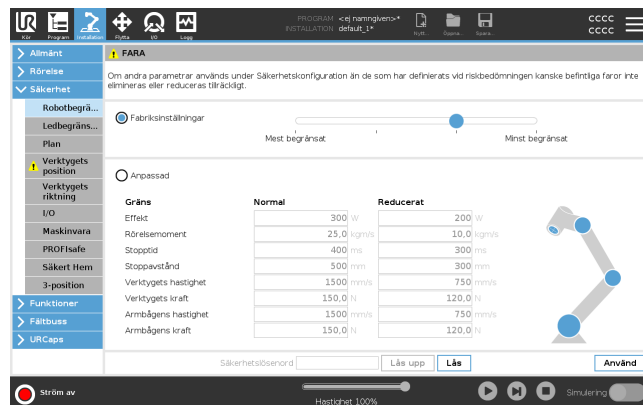 UR
PROGRAM <ej namngiven>*
INSTALLATION default_1*
cccc
cccc
Kör Program Installation Flytta I/O Logg Nytt... Öppna... Spara...
Allmänt
Rörelse
Säkerhet
Robotbegrä...
Ledbegräns...
Plan
Verktygets
position
Verktygets
riktning
I/O
Maskinvara
PROFIsafe
Säkert Hem
3-position
Funktioner
Fältbuss
URCaps
FARA
Om andra parametrar används under Säkerhetskonfiguration än de som har definierats vid riskbedömningen kanske befintliga faror inte
elimineras eller reduceras tillräckligt.
Fabriksinställningar
Mest begränsat Minst begränsat
Anpassad
Gräns Normal Reducerat
Effekt 300 W 200 W
Rörelsemoment 25,0 kgm/s 10,0 kgm/s
Stopptid 400 ms 300 ms
Stoppavstånd 500 mm 300 mm
Verktygets hastighet 1500 mm/s 750 mm/s
Verktygets kraft 150,0 N 120,0 N
Armbågens hastighet 1500 mm/s 750 mm/s
Armbågens kraft 150,0 N 120,0 N
Säkerhetslösenord Lås upp Lås Använd
Ström av Hastighet 100% Simulering